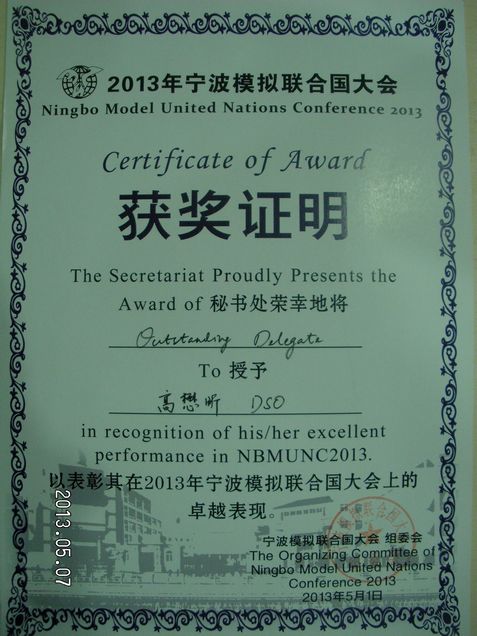 2013年宁波模拟联合国大会
Ningbo Model United Nations Conference 2013
Certificate of Award
获奖证明
The Secretariat Proudly Presents the
Award of 秘书处荣幸地将
Outstanding Delegate
To 授予
高懋昕 DSO
in recognition of his/her excellent
performance in NBMUNC2013.
以表彰其在2013年宁波模拟联合国大会上的
卓越表现。
宁波模拟联合国大会 组委会
The Organizing Committee of
Ningbo Model United Nations
Conference 2013
2013年5月1日
2013.05.07